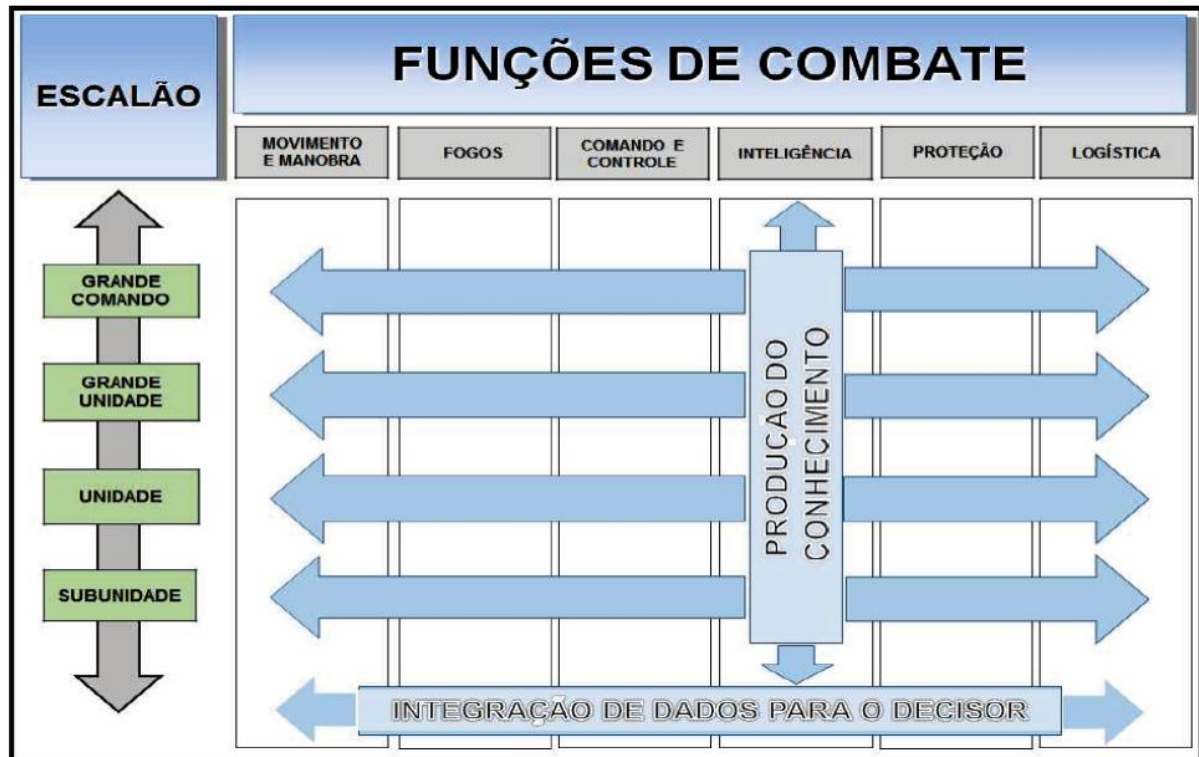 ESCALÃO
FUNÇÕES DE COMBATE
MOVIMENTO
E MANOBRA
FOGOS
COMANDO E
CONTROLE
INTELIGÊNCIA
PROTEÇÃO
LOGÍSTICA
GRANDE
COMANDO
GRANDE
UNIDADE
UNIDADE
SUBUNIDADE
PRODUÇAO DO
CONHECIMENTO
INTEGRAÇÃO DE DADOS PARA O DECISOR